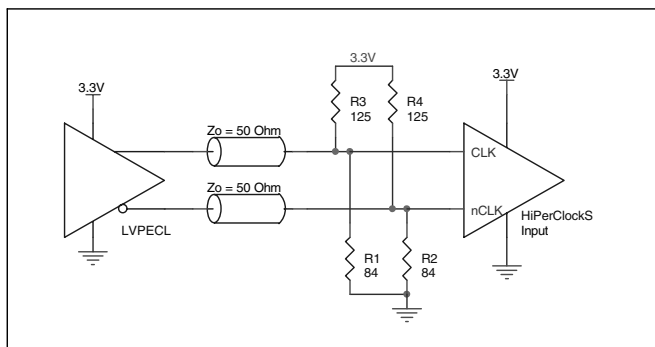 3.3V
3.3V
3.3V
R3
125
R4
125
Zo = 50 Ohm
CLK
Zo = 50 Ohm
nCLK
HiPerClockS
Input
LVPECL
R1
84
R2
84